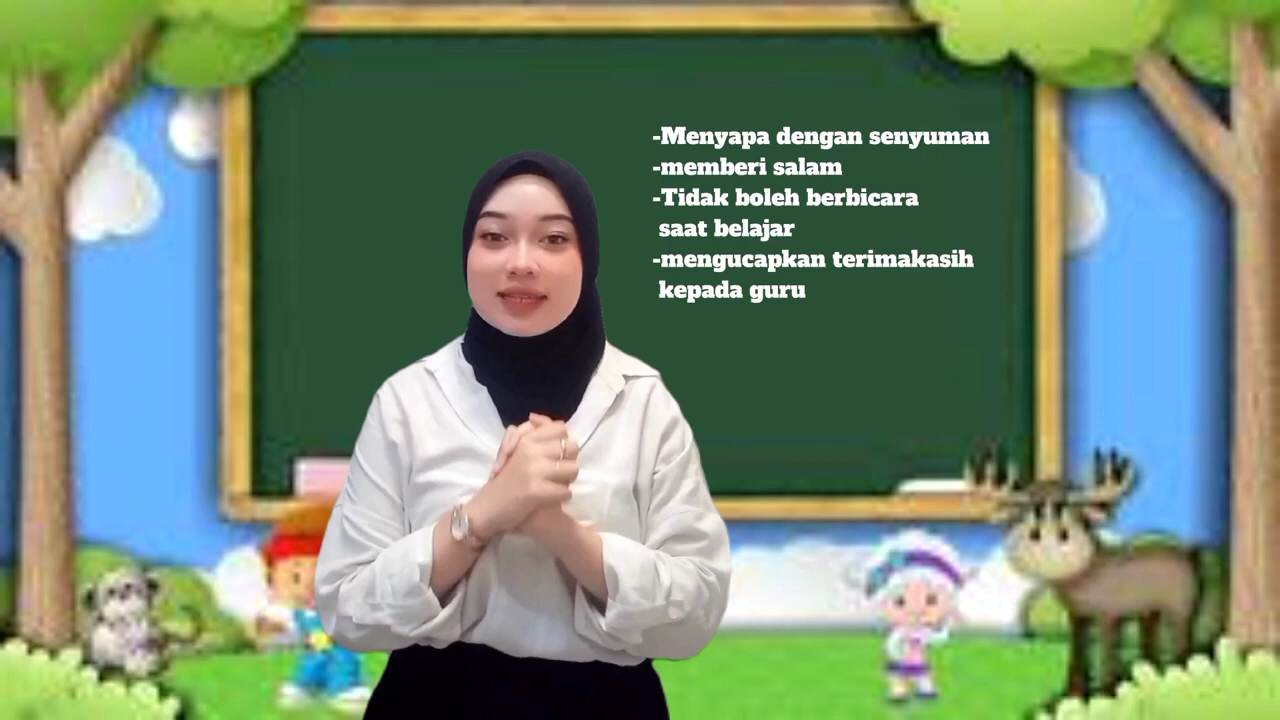 -Menyapa dengan senyuman
-memberi salam
-Tidak boleh berbicara
saat belajar
-mengucapkan terimakasih
kepada guru